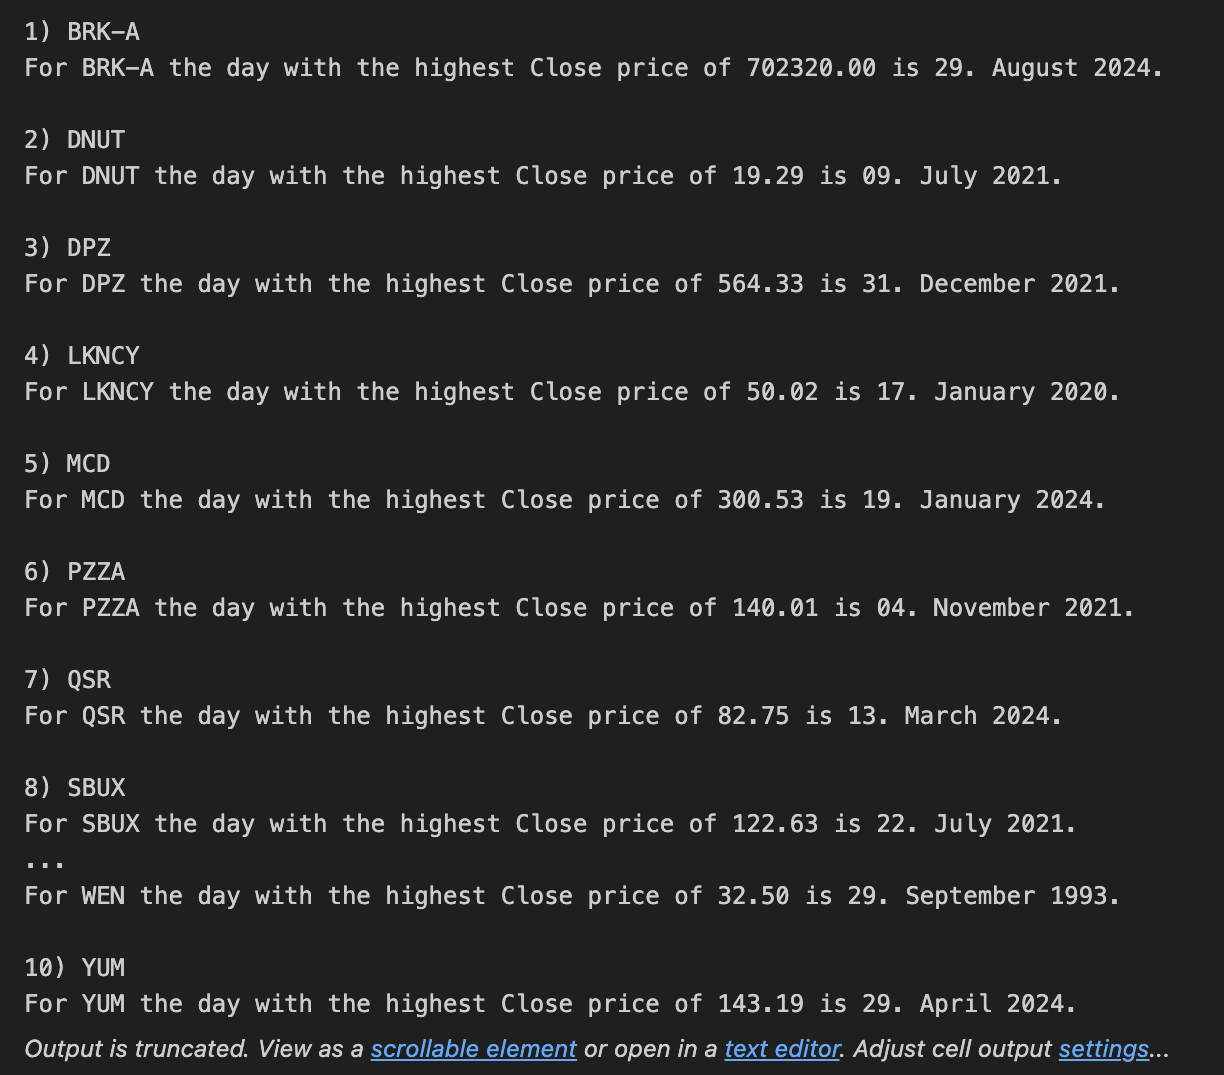 1) BRK-A
For BRK-A the day with the highest Close price of 702320.00 is 29. August 2024.
2) DNUT
For DNUT the day with the highest Close price of 19.29 is 09. July 2021.
3) DPZ
For DPZ the day with the highest Close price of 564.33 is 31. December 2021.
4) LKNCY
For LKNCY the day with the highest Close price of 50.02 is 17. January 2020.
5) MCD
For MCD the day with the highest Close price of 300.53 is 19. January 2024.
6) PZZA
For PZZA the day with the highest Close price of 140.01 is 04. November 2021.
7) QSR
For QSR the day with the highest Close price of 82.75 is 13. March 2024.
8) SBUX
For SBUX the day with the highest Close price of 122.63 is 22. July 2021.
...
For WEN the day with the highest Close price of 32.50 is 29. September 1993.
10) YUM
For YUM the day with the highest Close price of 143.19 is 29. April 2024.
Output is truncated. View as a scrollable element or open in a text editor. Adjust cell output settings...